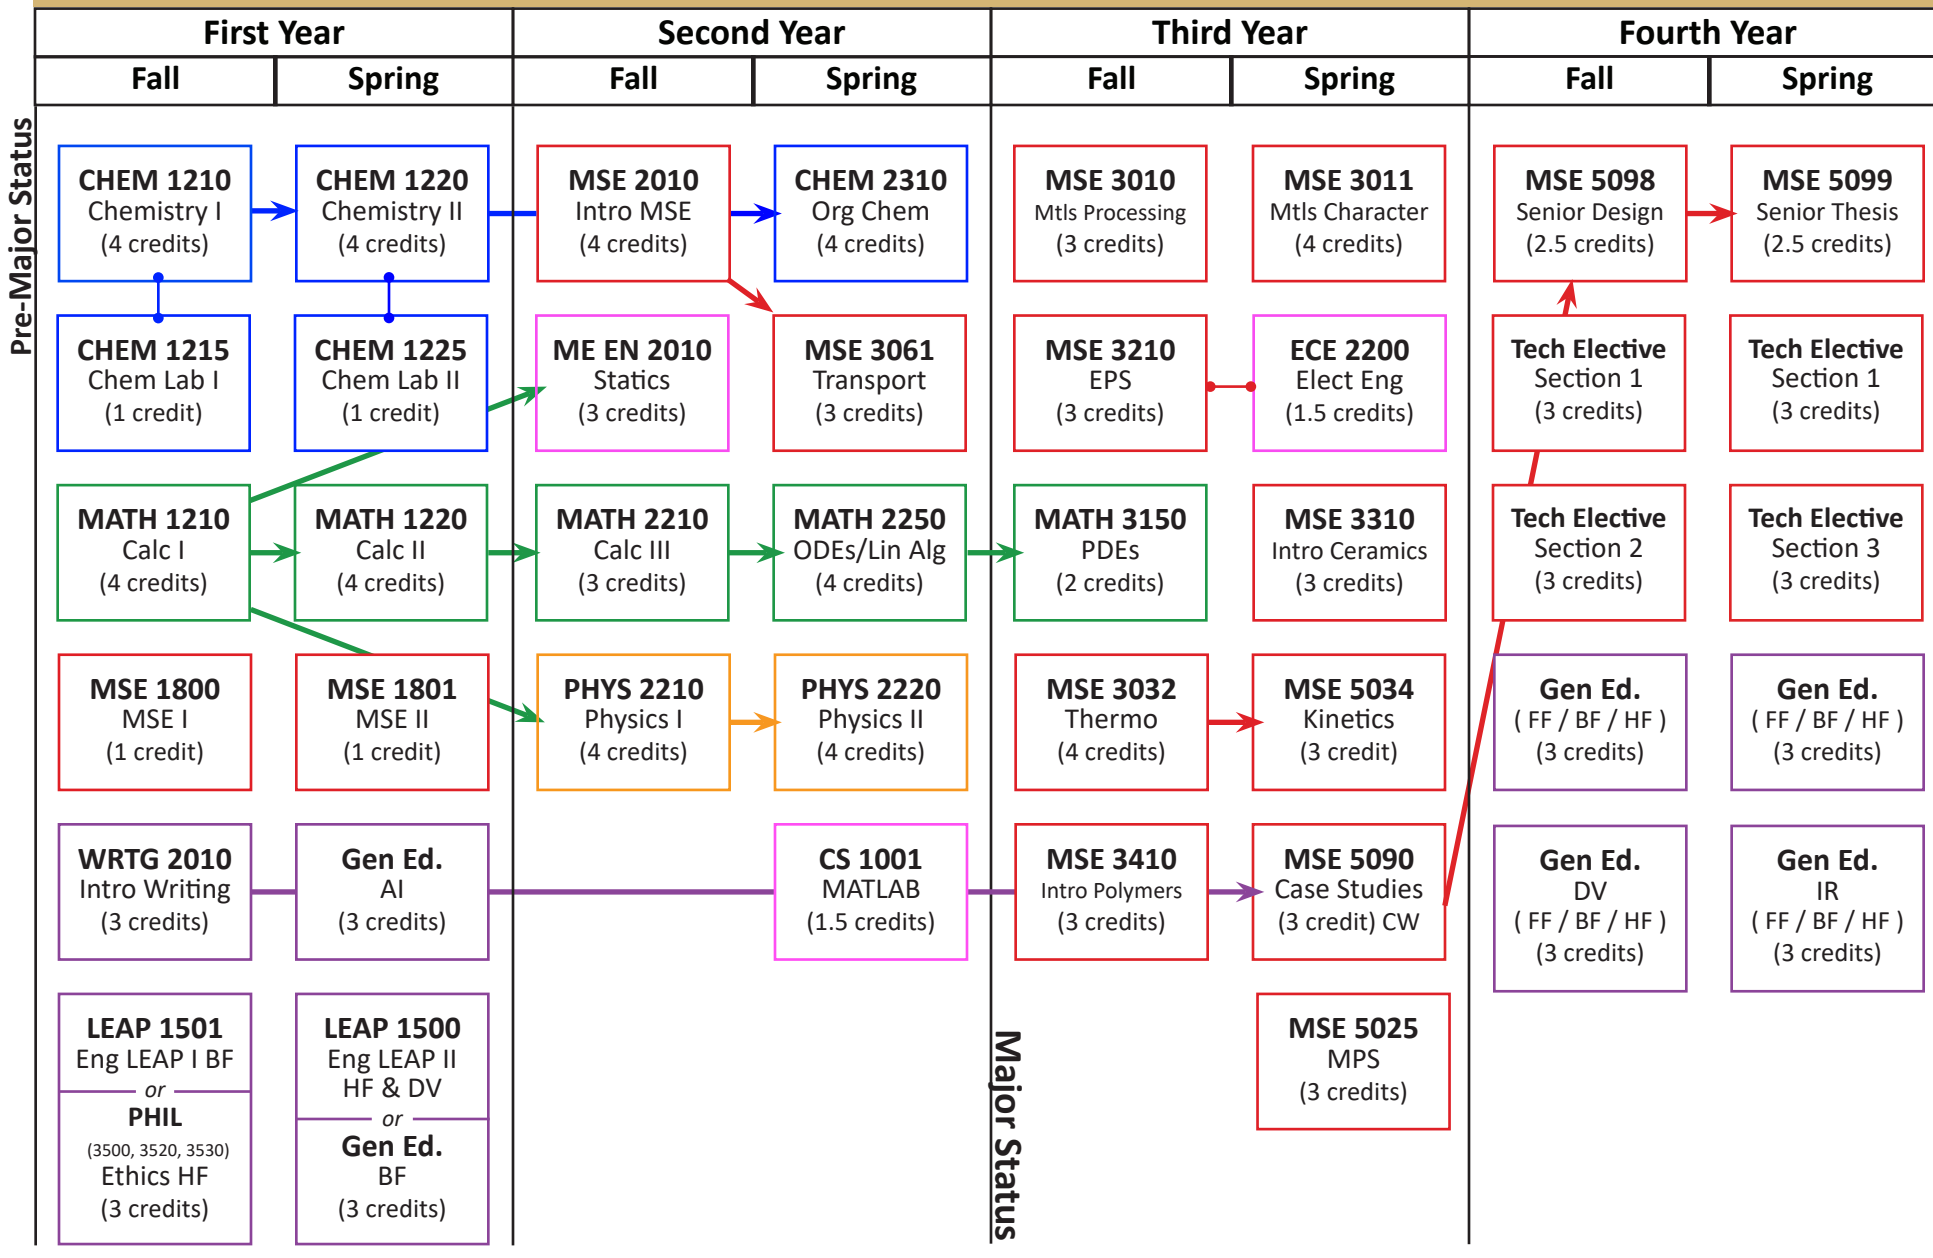 First Year
Second Year
Third Year
Fourth Year
Fall
Spring
Fall
Spring
Fall
Spring
Fall
Spring
Pre-Major Status
CHEM 1210
Chemistry I
(4 credits)
CHEM 1220
Chemistry II
(4 credits)
MSE 2010
Intro MSE
(4 credits)
CHEM 2310
Org Chem
(4 credits)
MSE 3010
Mtls Processing
(3 credits)
MSE 3011
Mtls Character
(4 credits)
MSE 5098
Senior Design
(2.5 credits)
MSE 5099
Senior Thesis
(2.5 credits)
CHEM 1215
Chem Lab I
(1 credit)
CHEM 1225
Chem Lab II
(1 credit)
ME EN 2010
Statics
(3 credits)
MSE 3061
Transport
(3 credits)
MSE 3210
EPS
(3 credits)
ECE 2200
Elect Eng
(1.5 credits)
Tech Elective
Section 1
(3 credits)
Tech Elective
Section 1
(3 credits)
MATH 1210
Calc I
(4 credits)
MATH 1220
Calc II
(4 credits)
MATH 2210
Calc III
(3 credits)
MATH 2250
ODEs/Lin Alg
(4 credits)
MATH 3150
PDEs
(2 credits)
MSE 3310
Intro Ceramics
(3 credits)
Tech Elective
Section 2
(3 credits)
Tech Elective
Section 3
(3 credits)
MSE 1800
MSE I
(1 credit)
MSE 1801
MSE II
(1 credit)
PHYS 2210
Physics I
(4 credits)
PHYS 2220
Physics II
(4 credits)
MSE 3032
Thermo
(4 credits)
MSE 5034
Kinetics
(3 credit)
Gen Ed.
( FF / BF / HF )
(3 credits)
Gen Ed.
( FF / BF / HF )
(3 credits)
WRTG 2010
Intro Writing
(3 credits)
Gen Ed.
AI
(3 credits)
CS 1001
MATLAB
(1.5 credits)
MSE 3410
Intro Polymers
(3 credits)
MSE 5090
Case Studies
(3 credit) CW
Gen Ed.
DV
( FF / BF / HF )
(3 credits)
Gen Ed.
IR
( FF / BF / HF )
(3 credits)
LEAP 1501
Eng LEAP I BF
or
PHIL
(3500, 3520, 3530)
Ethics HF
(3 credits)
LEAP 1500
Eng LEAP II
HF & DV
or
Gen Ed.
BF
(3 credits)
Major Status
MSE 5025
MPS
(3 credits)